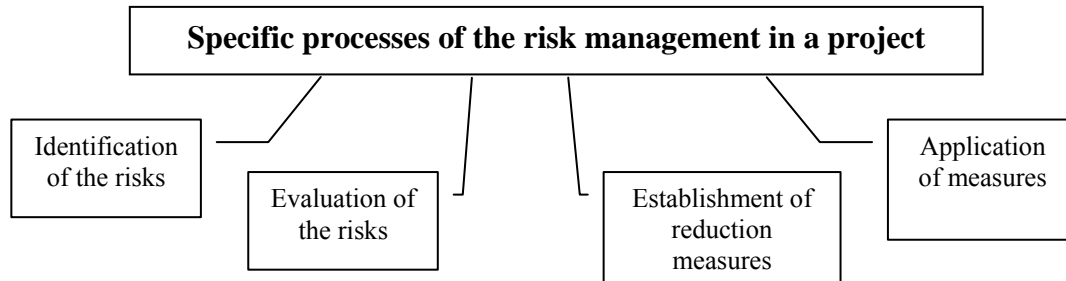 Specific processes of the risk management in a project
Identification
of the risks
Evaluation of
the risks
Establishment of
reduction
measures
Application
of measures